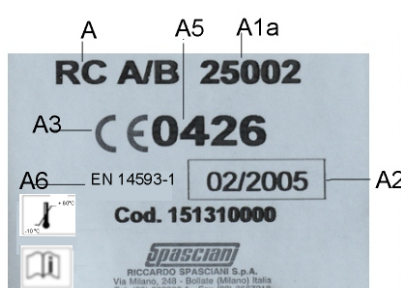 A A5 A1a
RC A/B 25002
A3 CE0426
A6 EN 14593-1 02/2005 A2
+60°C
-10°C
Cod. 151310000
Spasciani
RICCARDO SPASCIANI S.p.A.
Via Milano, 248 - Bollate (Milano) Italia